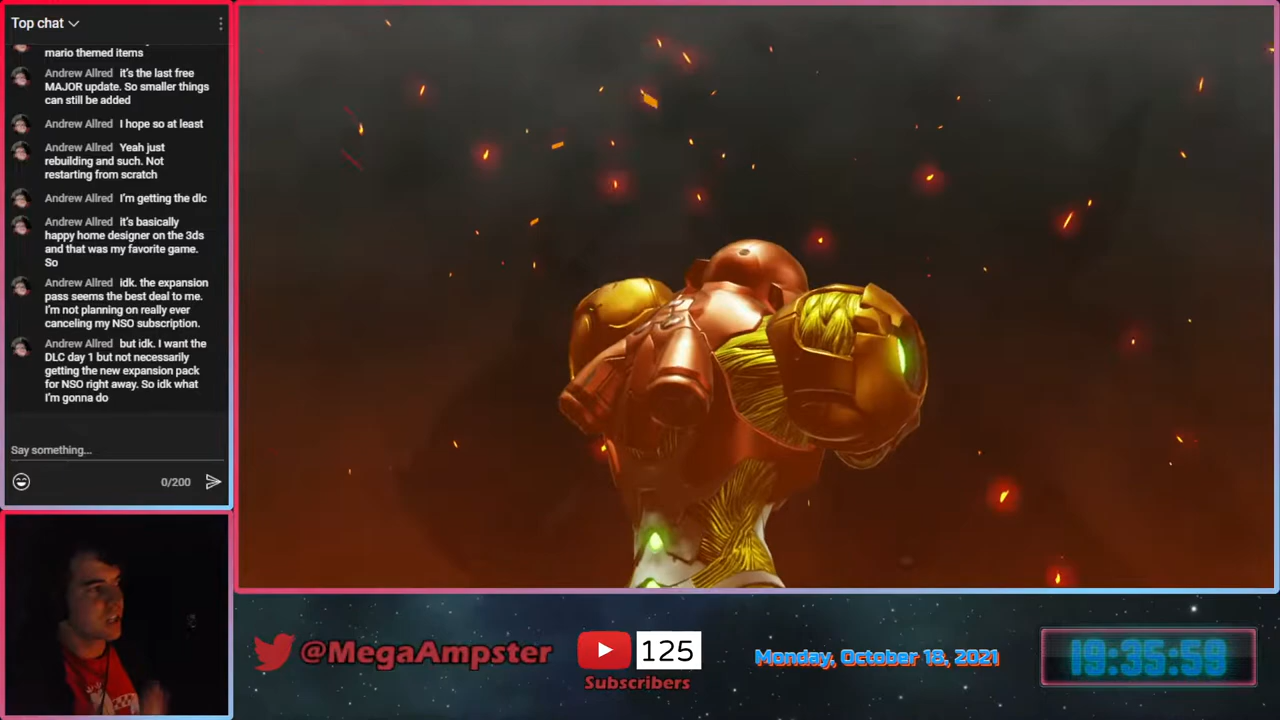 Top chat
mario themed items
Andrew Allred it's the last free
MAJOR update. So smaller things
can still be added
Andrew Allred I hope so at least
Andrew Allred Yeah just
rebuilding and such. Not
restarting from scratch
Andrew Allred I'm getting the dlc
Andrew Allred it's basically
happy home designer on the 3ds
and that was my favorite game.
So
Andrew Allred idk. the expansion
pass seems the best deal to me.
I'm not planning on really ever
canceling my NSO subscription.
Andrew Allred but idk. I want the
DLC day 1 but not necessarily
getting the new expansion pack
for NSO right away. So idk what
I'm gonna do
Say something...
0/200
@MegaAmpster
125
Subscribers
Monday, October 18, 2021
19:35:59